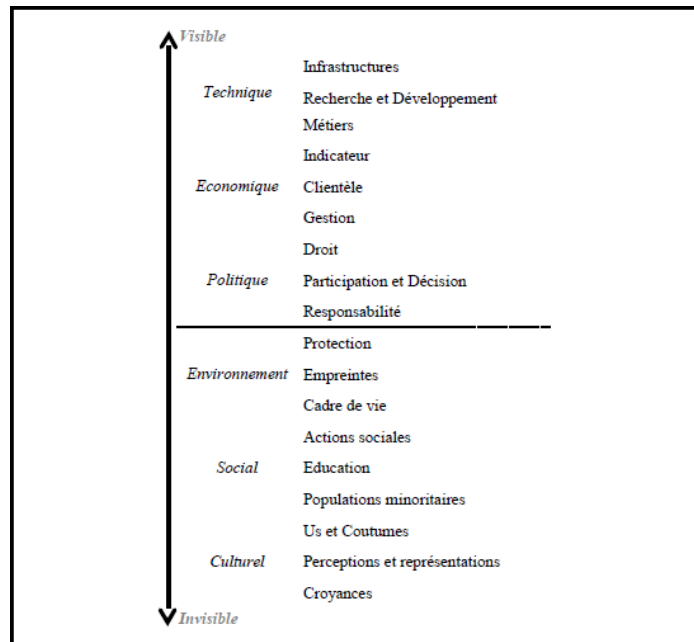 Visible
Infrastructures
Technique
Recherche et Développement
Métiers
Indicateur
Economique
Clientèle
Gestion
Droit
Politique
Participation et Décision
Responsabilité
Protection
Environnement
Empreintes
Cadre de vie
Actions sociales
Social
Education
Populations minoritaires
Us et Coutumes
Culturel
Perceptions et représentations
Croyances
Invisible